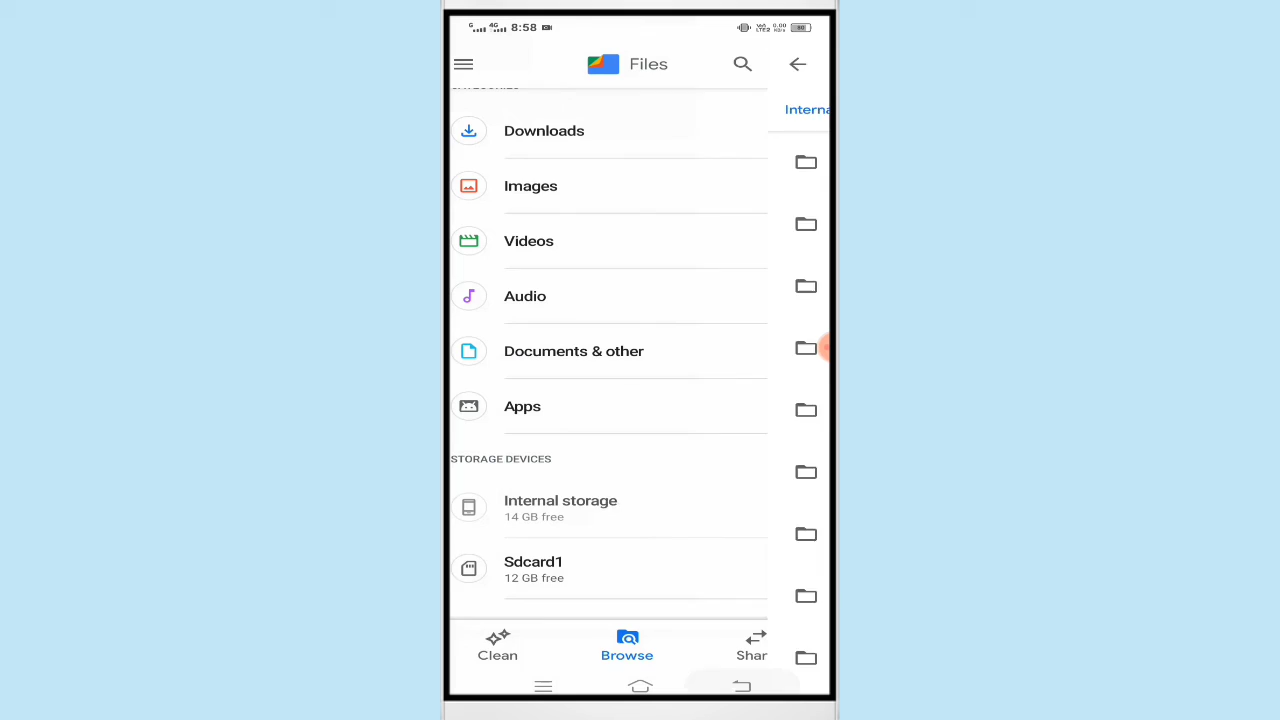 8:58
Files
Interna
Downloads
Images
Videos
Audio
Documents & other
Apps
STORAGE DEVICES
Internal storage
14 GB free
Sdcard1
12 GB free
Clean
Browse
Shar